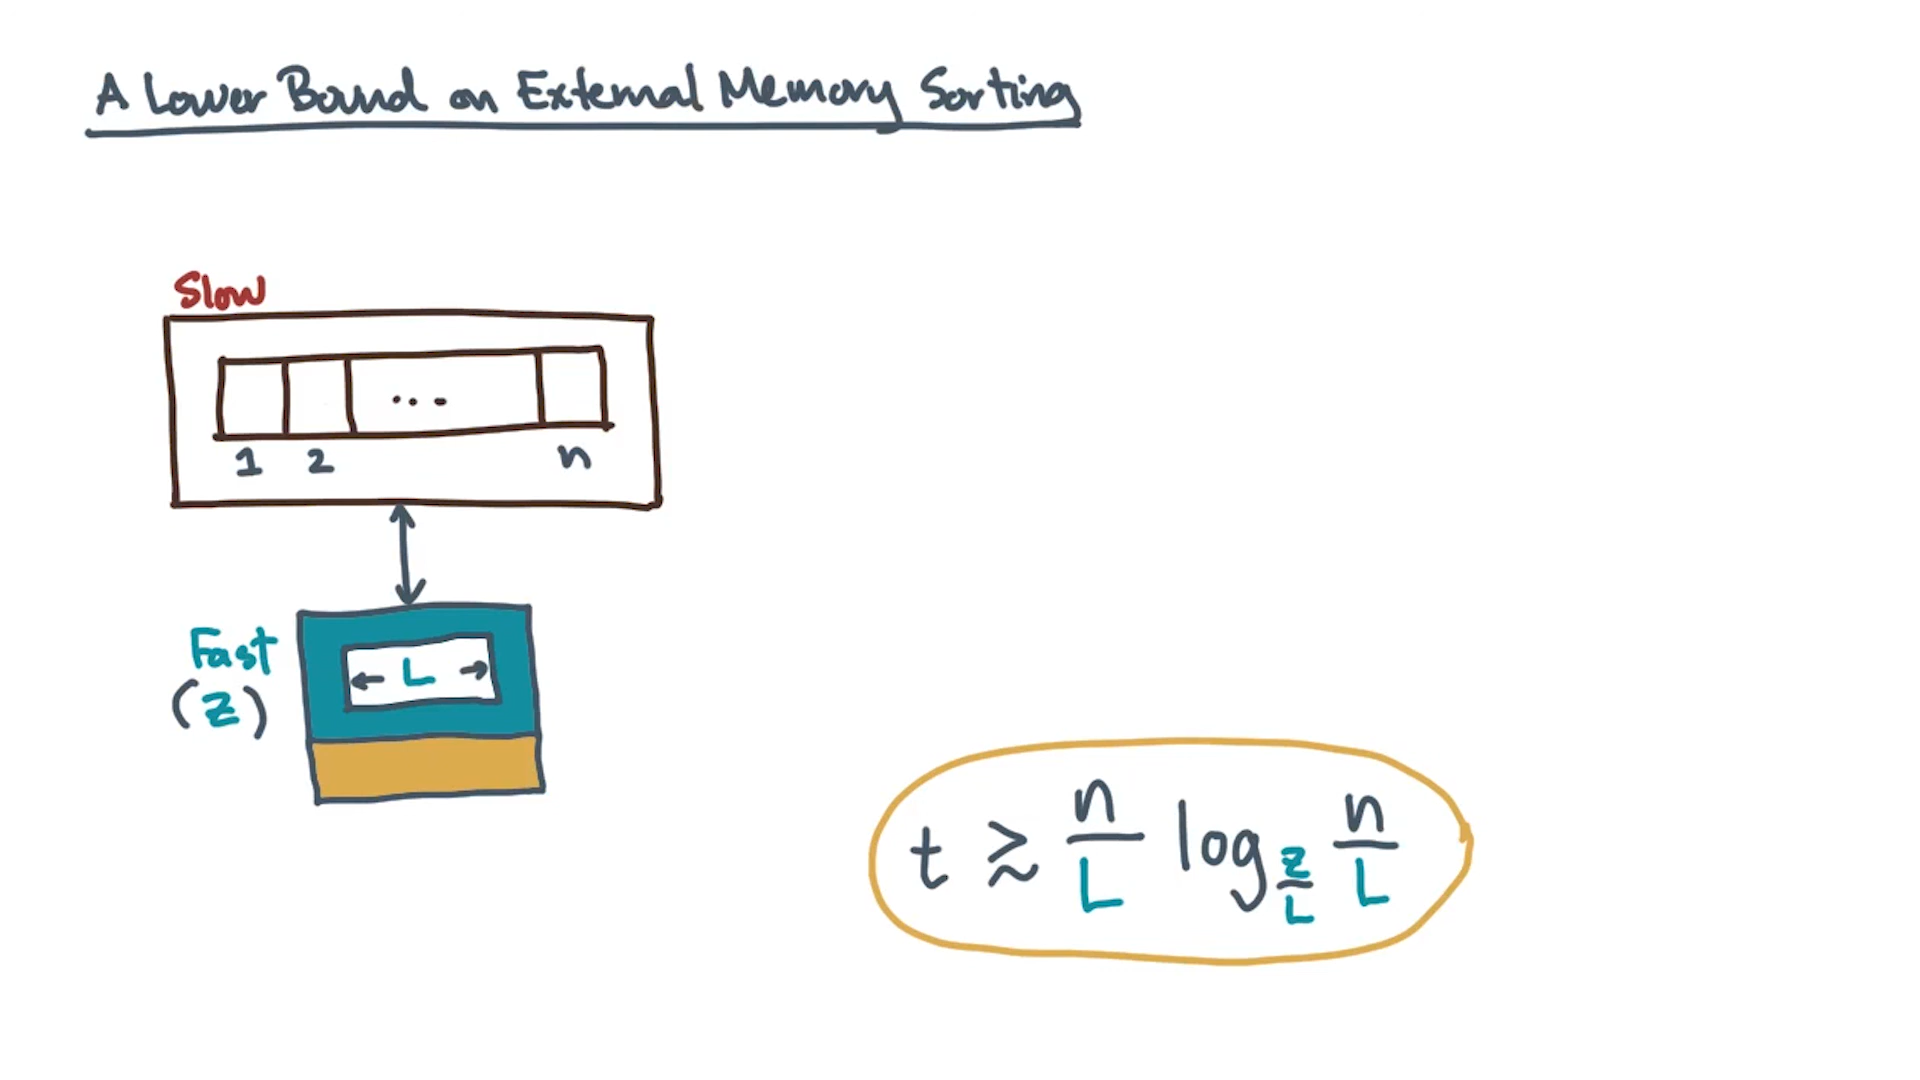 A Lower Bound on External Memory Sorting
Slow
...
1 2 n
Fast
(Z)
← L →
t ≳ n/L log_{Z/L} n/L